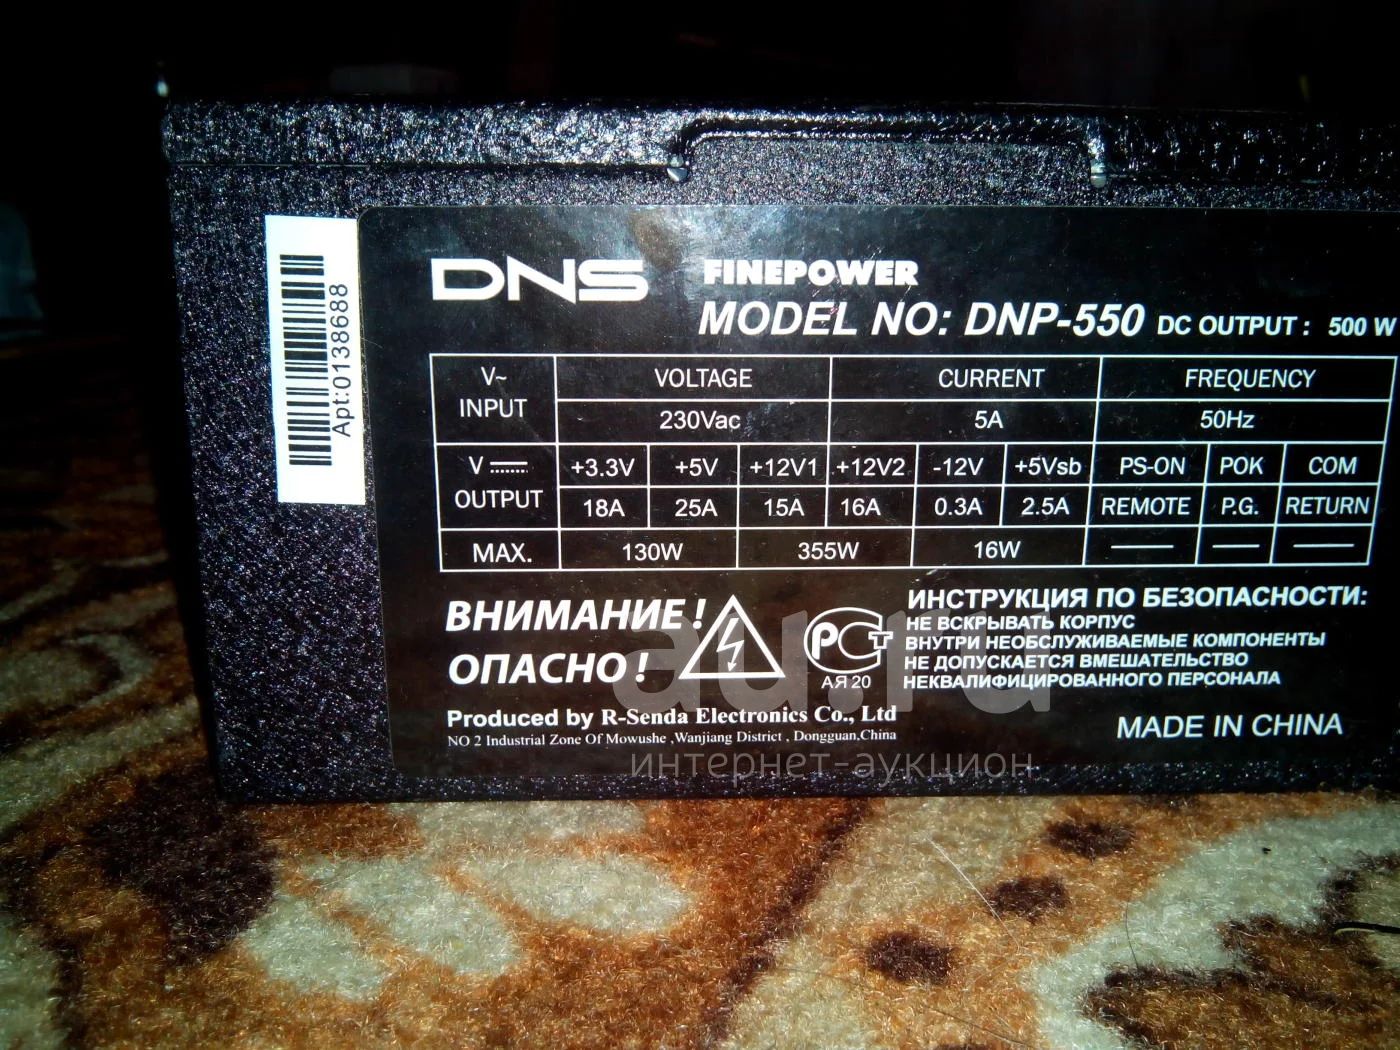 DNS FINEPOWER
MODEL NO: DNP-550 DC OUTPUT : 500 W
Арт:0138688
V~ INPUT VOLTAGE CURRENT FREQUENCY
230Vac 5A 50Hz
V OUTPUT +3.3V +5V +12V1 +12V2 -12V +5Vsb PS-ON POK COM
18A 25A 15A 16A 0.3A 2.5A REMOTE P.G. RETURN
MAX. 130W 355W 16W
ВНИМАНИЕ!
ОПАСНО!
РСТ
АЯ 20
ИНСТРУКЦИЯ ПО БЕЗОПАСНОСТИ:
НЕ ВСКРЫВАТЬ КОРПУС
ВНУТРИ НЕОБСЛУЖИВАЕМЫЕ КОМПОНЕНТЫ
НЕ ДОПУСКАЕТСЯ ВМЕШАТЕЛЬСТВО
НЕКВАЛИФИЦИРОВАННОГО ПЕРСОНАЛА
Produced by R-Senda Electronics Co., Ltd
NO 2 Industrial Zone Of Mowushe ,Wanjiang District , Dongguan,China
MADE IN CHINA
au.ru
интернет-аукцион